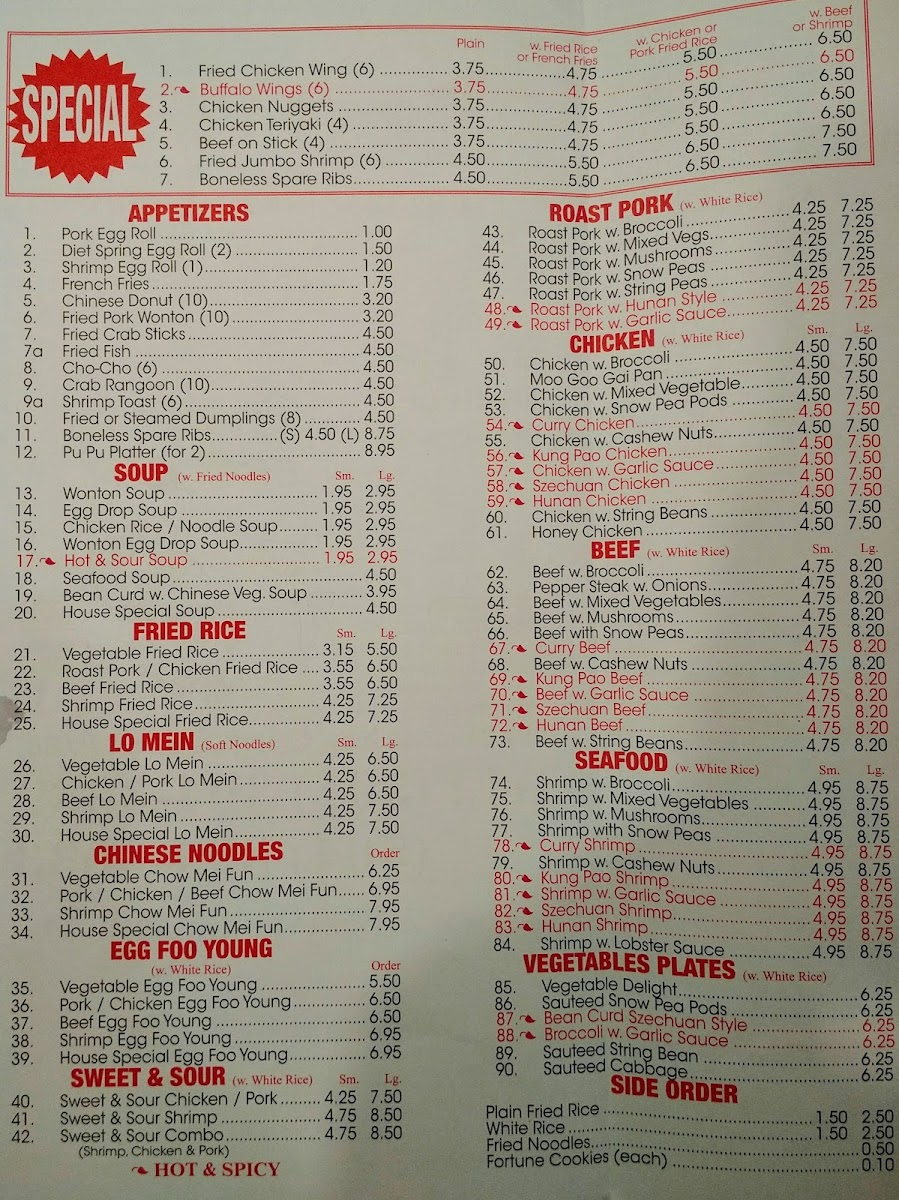 SPECIAL
Plain w. Fried Rice or French Fries w. Chicken or Pork Fried Rice w. Beef or Shrimp
1. Fried Chicken Wing (6) 3.75 4.75 5.50 6.50
2. Buffalo Wings (6) 3.75 4.75 5.50 6.50
3. Chicken Nuggets 3.75 4.75 5.50 6.50
4. Chicken Teriyaki (4) 3.75 4.75 5.50 6.50
5. Beef on Stick (4) 3.75 4.75 5.50 6.50
6. Fried Jumbo Shrimp (6) 4.50 5.50 6.50 7.50
7. Boneless Spare Ribs 4.50 5.50 6.50 7.50
APPETIZERS
1. Pork Egg Roll 1.00
2. Diet Spring Egg Roll (2) 1.50
3. Shrimp Egg Roll (1) 1.20
4. French Fries 1.75
5. Chinese Donut (10) 3.20
6. Fried Pork Wonton (10) 3.20
7. Fried Crab Sticks 4.50
7a Fried Fish 4.50
8. Cho-Cho (6) 4.50
9. Crab Rangoon (10) 4.50
9a Shrimp Toast (6) 4.50
10. Fried or Steamed Dumplings (8) 4.50
11. Boneless Spare Ribs (S) 4.50 (L) 8.75
12. Pu Pu Platter (for 2) 8.95
SOUP (w. Fried Noodles) Sm. Lg.
13. Wonton Soup 1.95 2.95
14. Egg Drop Soup 1.95 2.95
15. Chicken Rice / Noodle Soup 1.95 2.95
16. Wonton Egg Drop Soup 1.95 2.95
17. Hot & Sour Soup 1.95 2.95
18. Seafood Soup 4.50
19. Bean Curd w. Chinese Veg. Soup 3.95
20. House Special Soup 4.50
FRIED RICE Sm. Lg.
21. Vegetable Fried Rice 3.15 5.50
22. Roast Pork / Chicken Fried Rice 3.55 6.50
23. Beef Fried Rice 3.55 6.50
24. Shrimp Fried Rice 4.25 7.25
25. House Special Fried Rice 4.25 7.25
LO MEIN (Soft Noodles) Sm. Lg.
26. Vegetable Lo Mein 4.25 6.50
27. Chicken / Pork Lo Mein 4.25 6.50
28. Beef Lo Mein 4.25 6.50
29. Shrimp Lo Mein 4.25 7.50
30. House Special Lo Mein 4.25 7.50
CHINESE NOODLES Order
31. Vegetable Chow Mei Fun 6.25
32. Pork / Chicken / Beef Chow Mei Fun 6.95
33. Shrimp Chow Mei Fun 7.95
34. House Special Chow Mei Fun 7.95
EGG FOO YOUNG
(w. White Rice) Order
35. Vegetable Egg Foo Young 5.50
36. Pork / Chicken Egg Foo Young 6.50
37. Beef Egg Foo Young 6.50
38. Shrimp Egg Foo Young 6.95
39. House Special Egg Foo Young 6.95
SWEET & SOUR (w. White Rice) Sm. Lg.
40. Sweet & Sour Chicken / Pork 4.25 7.50
41. Sweet & Sour Shrimp 4.75 8.50
42. Sweet & Sour Combo 4.75 8.50
(Shrimp, Chicken & Pork)
HOT & SPICY
ROAST PORK (w. White Rice)
43. Roast Pork w. Broccoli 4.25 7.25
44. Roast Pork w. Mixed Vegs 4.25 7.25
45. Roast Pork w. Mushrooms 4.25 7.25
46. Roast Pork w. Snow Peas 4.25 7.25
47. Roast Pork w. String Peas 4.25 7.25
48. Roast Pork w. Hunan Style 4.25 7.25
49. Roast Pork w. Garlic Sauce 4.25 7.25
CHICKEN (w. White Rice) Sm. Lg.
50. Chicken w. Broccoli 4.50 7.50
51. Moo Goo Gai Pan 4.50 7.50
52. Chicken w. Mixed Vegetable 4.50 7.50
53. Chicken w. Snow Pea Pods 4.50 7.50
54. Curry Chicken 4.50 7.50
55. Chicken w. Cashew Nuts 4.50 7.50
56. Kung Pao Chicken 4.50 7.50
57. Chicken w. Garlic Sauce 4.50 7.50
58. Szechuan Chicken 4.50 7.50
59. Hunan Chicken 4.50 7.50
60. Chicken w. String Beans 4.50 7.50
61. Honey Chicken 4.50 7.50
BEEF (w. White Rice) Sm. Lg.
62. Beef w. Broccoli 4.75 8.20
63. Pepper Steak w. Onions 4.75 8.20
64. Beef w. Mixed Vegetables 4.75 8.20
65. Beef w. Mushrooms 4.75 8.20
66. Beef with Snow Peas 4.75 8.20
67. Curry Beef 4.75 8.20
68. Beef w. Cashew Nuts 4.75 8.20
69. Kung Pao Beef 4.75 8.20
70. Beef w. Garlic Sauce 4.75 8.20
71. Szechuan Beef 4.75 8.20
72. Hunan Beef 4.75 8.20
73. Beef w. String Beans 4.75 8.20
SEAFOOD (w. White Rice) Sm. Lg.
74. Shrimp w. Broccoli 4.95 8.75
75. Shrimp w. Mixed Vegetables 4.95 8.75
76. Shrimp w. Mushrooms 4.95 8.75
77. Shrimp with Snow Peas 4.95 8.75
78. Curry Shrimp 4.95 8.75
79. Shrimp w. Cashew Nuts 4.95 8.75
80. Kung Pao Shrimp 4.95 8.75
81. Shrimp w. Garlic Sauce 4.95 8.75
82. Szechuan Shrimp 4.95 8.75
83. Hunan Shrimp 4.95 8.75
84. Shrimp w. Lobster Sauce 4.95 8.75
VEGETABLES PLATES (w. White Rice)
85. Vegetable Delight 6.25
86. Sauteed Snow Pea Pods 6.25
87. Bean Curd Szechuan Style 6.25
88. Broccoli w. Garlic Sauce 6.25
89. Sauteed String Bean 6.25
90. Sauteed Cabbage 6.25
SIDE ORDER
Plain Fried Rice 1.50 2.50
White Rice 1.50 2.50
Fried Noodles 0.50
Fortune Cookies (each) 0.10